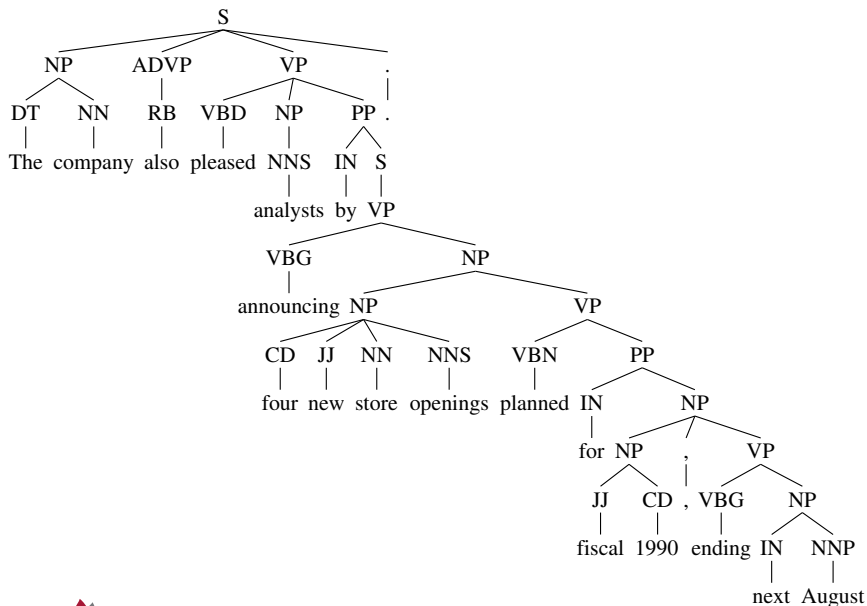 S
NP ADVP VP .
DT NN RB VBD NP PP .
The company also pleased NNS IN S
analysts by VP
VBG NP
announcing NP VP
CD JJ NN NNS VBN PP
four new store openings planned IN NP
for NP , VP
JJ CD , VBG NP
fiscal 1990 ending IN NNP
next August